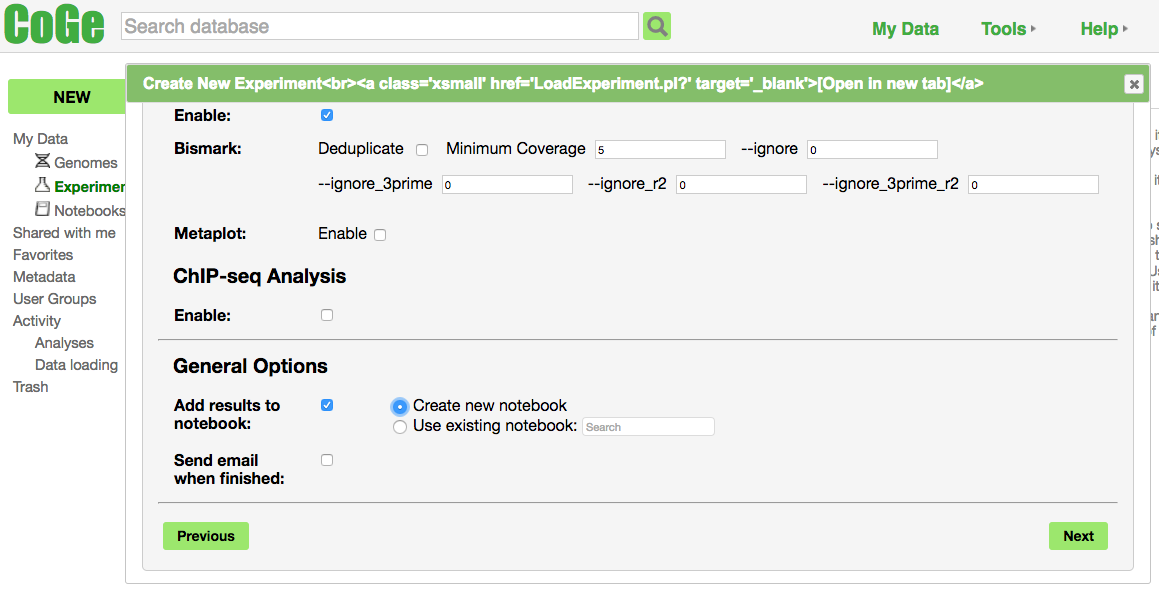 CoGe
Search database
My Data Tools Help
Create New Experiment<br><a class='xsmall' href='LoadExperiment.pl?' target='_blank'>[Open in new tab]</a>
NEW
My Data
Genomes
Experimen
Notebooks
Shared with me
Favorites
Metadata
User Groups
Activity
Analyses
Data loading
Trash
Enable:
Bismark: Deduplicate Minimum Coverage 5 --ignore 0
--ignore_3prime 0 --ignore_r2 0 --ignore_3prime_r2 0
Metaplot: Enable
ChIP-seq Analysis
Enable:
General Options
Add results to notebook: Create new notebook
Use existing notebook: Search
Send email
when finished:
Previous Next